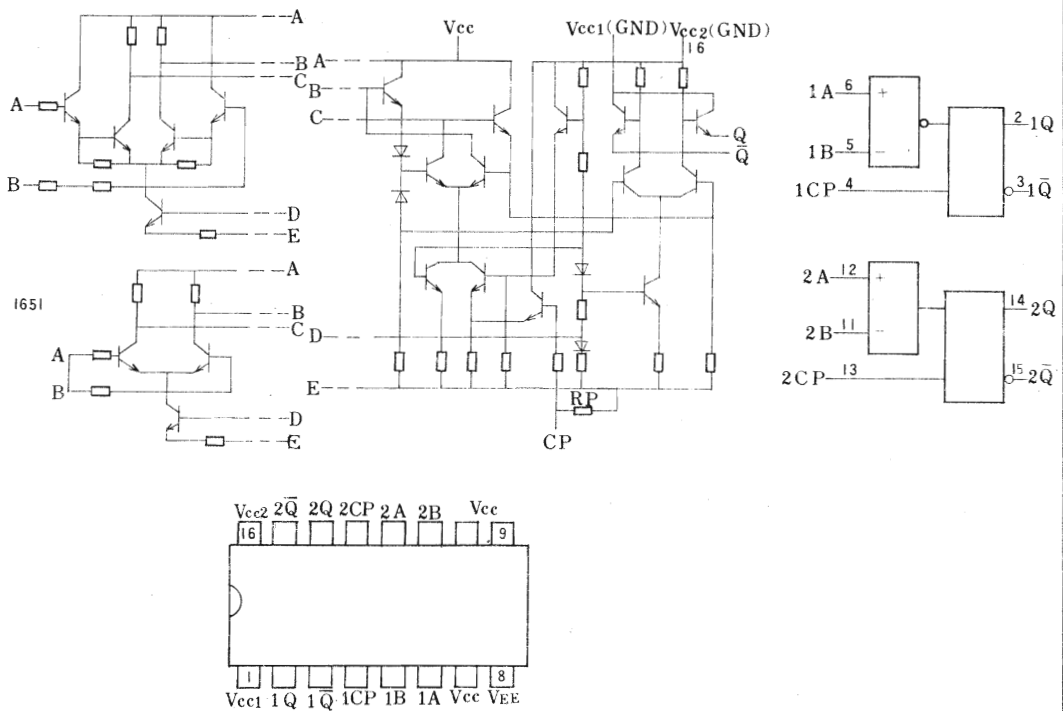 A
B
C
A
B
D
E
1651
A
B
C
A
B
D
E
Vcc
Vcc1(GND)
Vcc2(GND)
16
A
B
C
Q
Q̅
D
E
RP
CP
1A 6
+
1B 5
−
1CP 4
2 1Q
3 1Q̅
2A 12
+
2B 11
−
2CP 13
14 2Q
15 2Q̅
Vcc2 2Q̅ 2Q 2CP 2A 2B Vcc
16 9
1 8
Vcc1 1Q 1Q̅ 1CP 1B 1A Vcc VEE